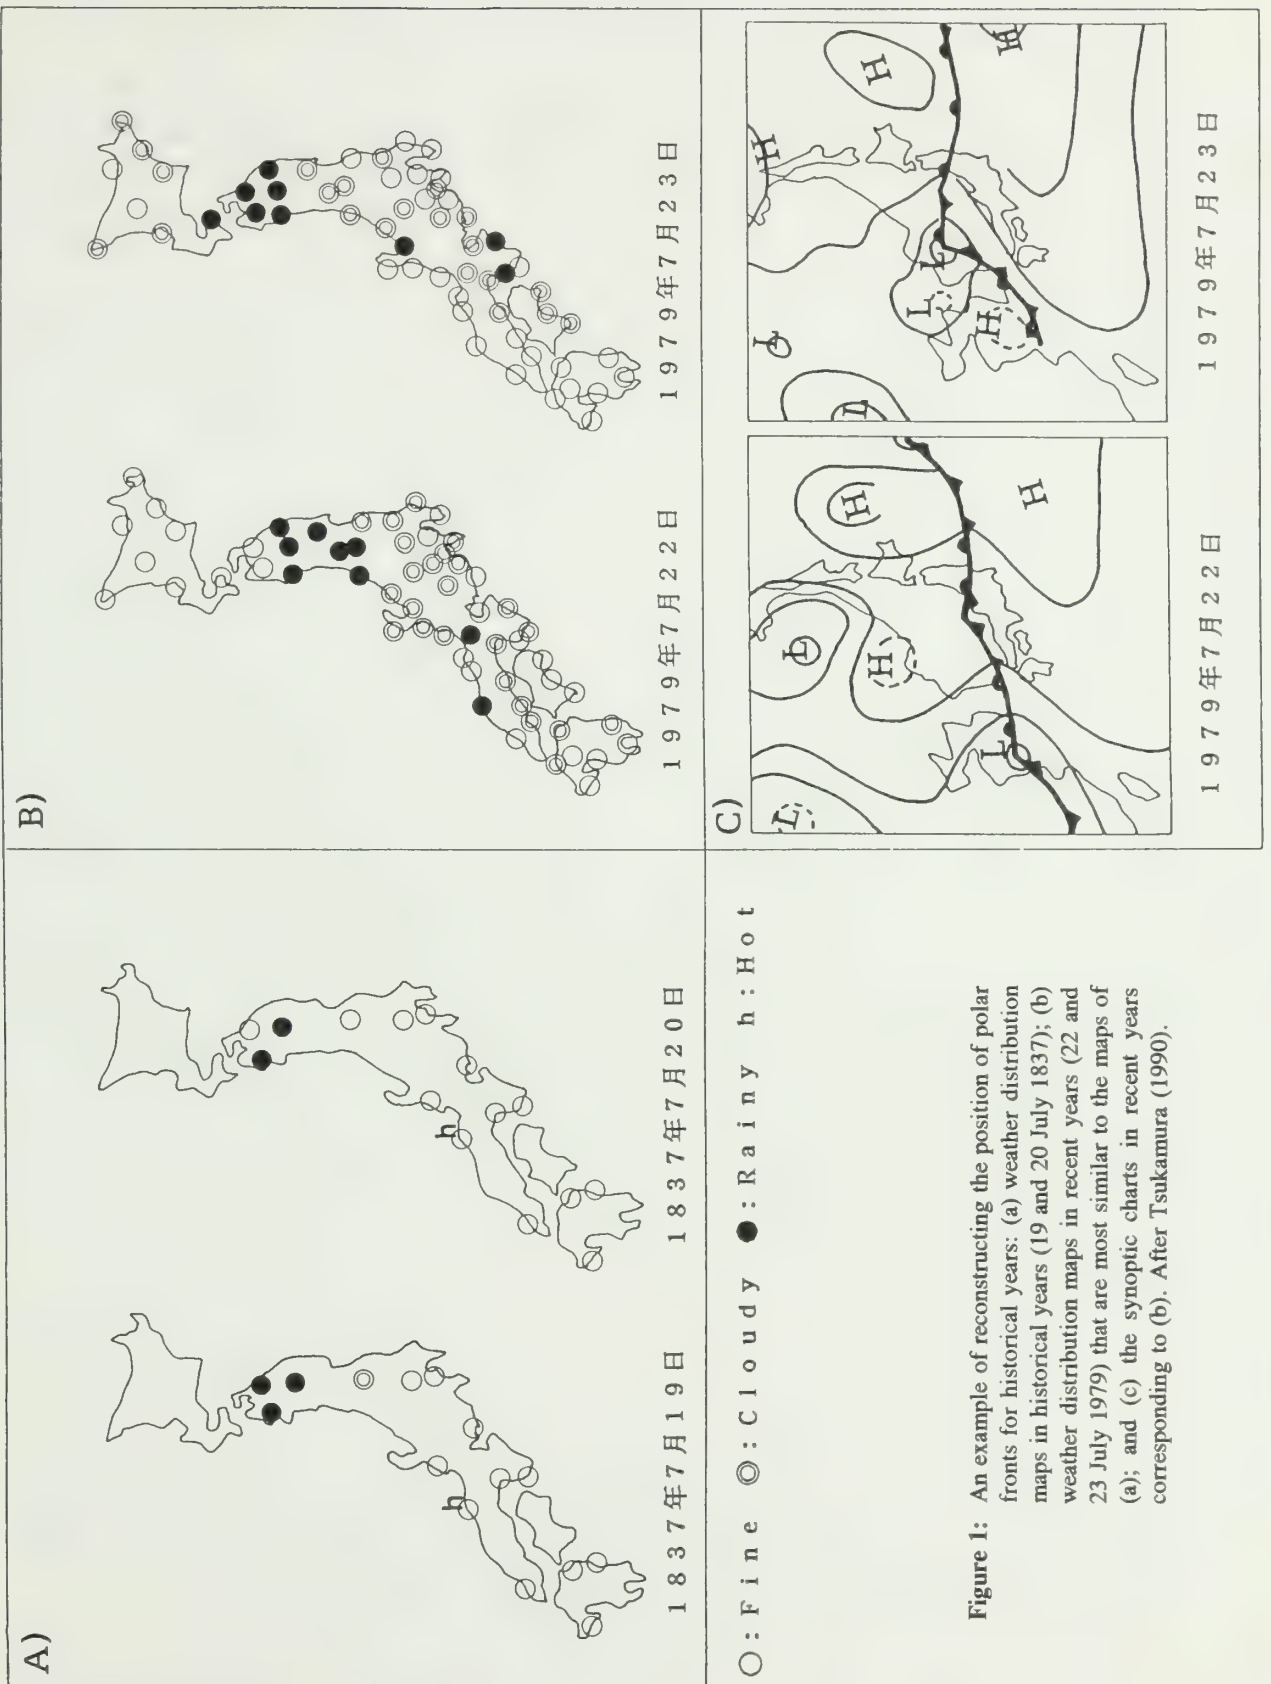 A)
h
h
1837年7月19日
1837年7月20日
B)
1979年7月22日
1979年7月23日
○:Fine ◎:Cloudy ●:Rainy h:Hot
C)
L
L
H
H
L
H
1979年7月22日
L
L
H
L
L
H
H
H
1979年7月23日
Figure 1: An example of reconstructing the position of polar
fronts for historical years: (a) weather distribution
maps in historical years (19 and 20 July 1837); (b)
weather distribution maps in recent years (22 and
23 July 1979) that are most similar to the maps of
(a); and (c) the synoptic charts in recent years
corresponding to (b). After Tsukamura (1990).